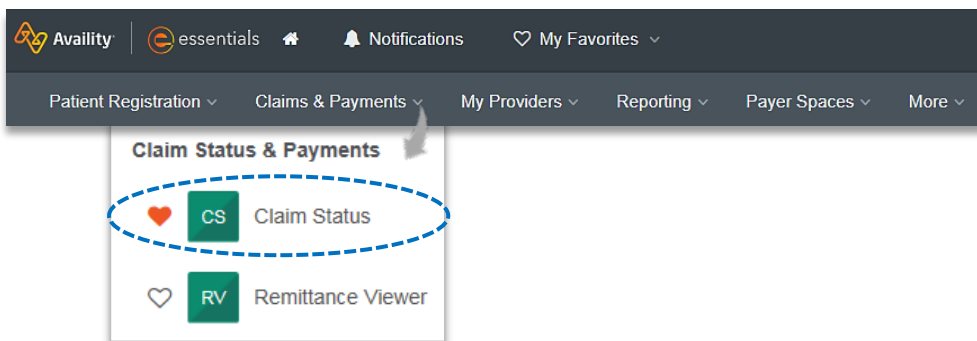 Availity essentials Notifications My Favorites
Patient Registration Claims & Payments My Providers Reporting Payer Spaces More
Claim Status & Payments
CS Claim Status
RV Remittance Viewer